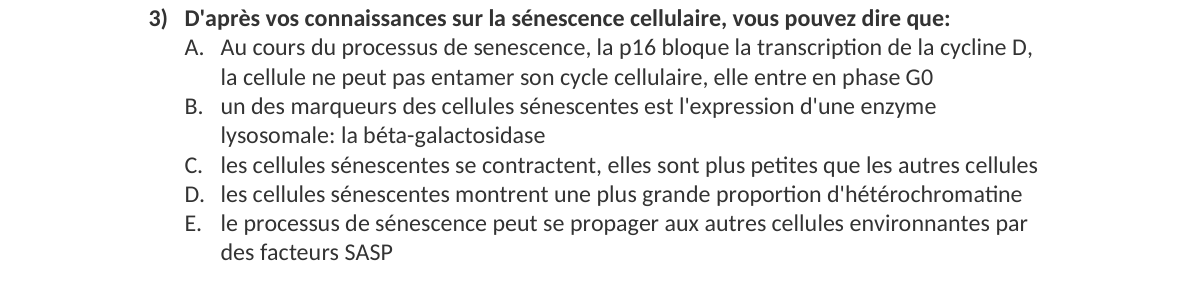 3) D'après vos connaissances sur la sénescence cellulaire, vous pouvez dire que:
A. Au cours du processus de senescence, la p16 bloque la transcription de la cycline D,
la cellule ne peut pas entamer son cycle cellulaire, elle entre en phase G0
B. un des marqueurs des cellules sénescentes est l'expression d'une enzyme
lysosomale: la béta-galactosidase
C. les cellules sénescentes se contractent, elles sont plus petites que les autres cellules
D. les cellules sénescentes montrent une plus grande proportion d'hétérochromatine
E. le processus de sénescence peut se propager aux autres cellules environnantes par
des facteurs SASP